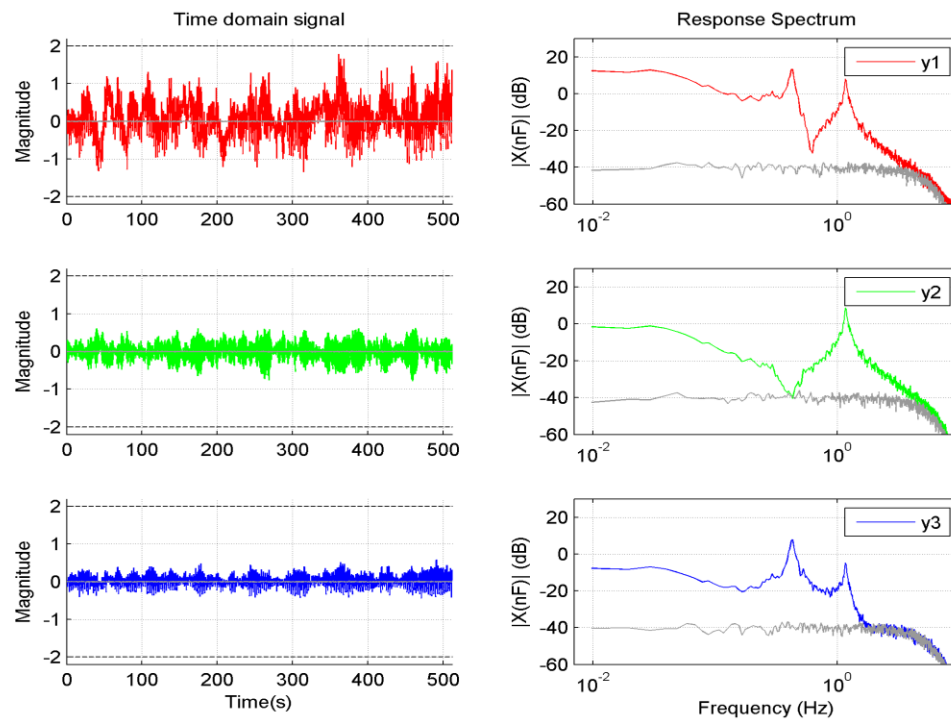 Time domain signal
Response Spectrum
Magnitude
2
1
0
-1
-2
0 100 200 300 400 500
|X(nF)| (dB)
20
0
-20
-40
-60
10^-2 10^0
y1
Magnitude
2
1
0
-1
-2
0 100 200 300 400 500
|X(nF)| (dB)
20
0
-20
-40
-60
10^-2 10^0
y2
Magnitude
2
1
0
-1
-2
0 100 200 300 400 500
Time(s)
|X(nF)| (dB)
20
0
-20
-40
-60
10^-2 10^0
Frequency (Hz)
y3